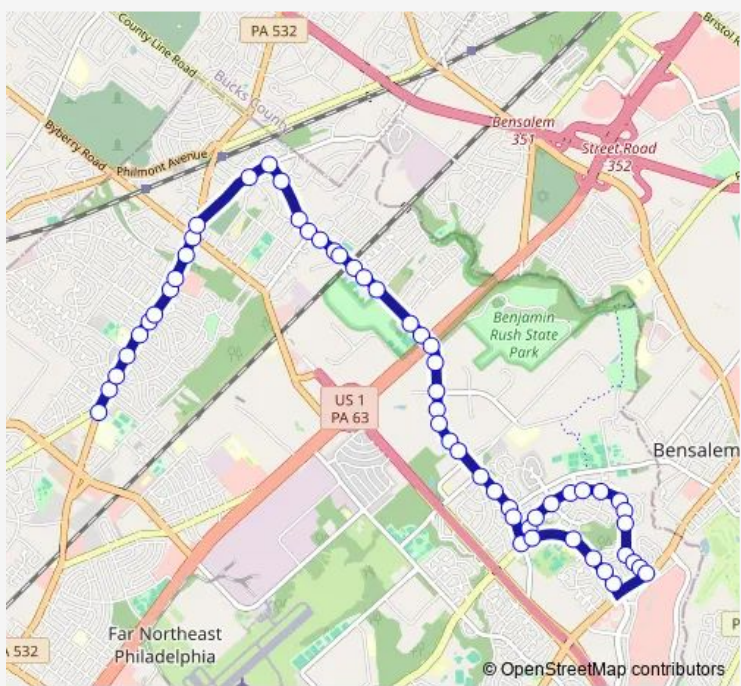 PA 532
County Line Road
Bristol R
Bucks County
Byberry Road
Philmont Avenue
Bensalem
351
Street Road
352
Benjamin
Rush State
Park
US 1
PA 63
Bensalem
Far Northeast
Philadelphia
A 532
P
© OpenStreetMap contributors